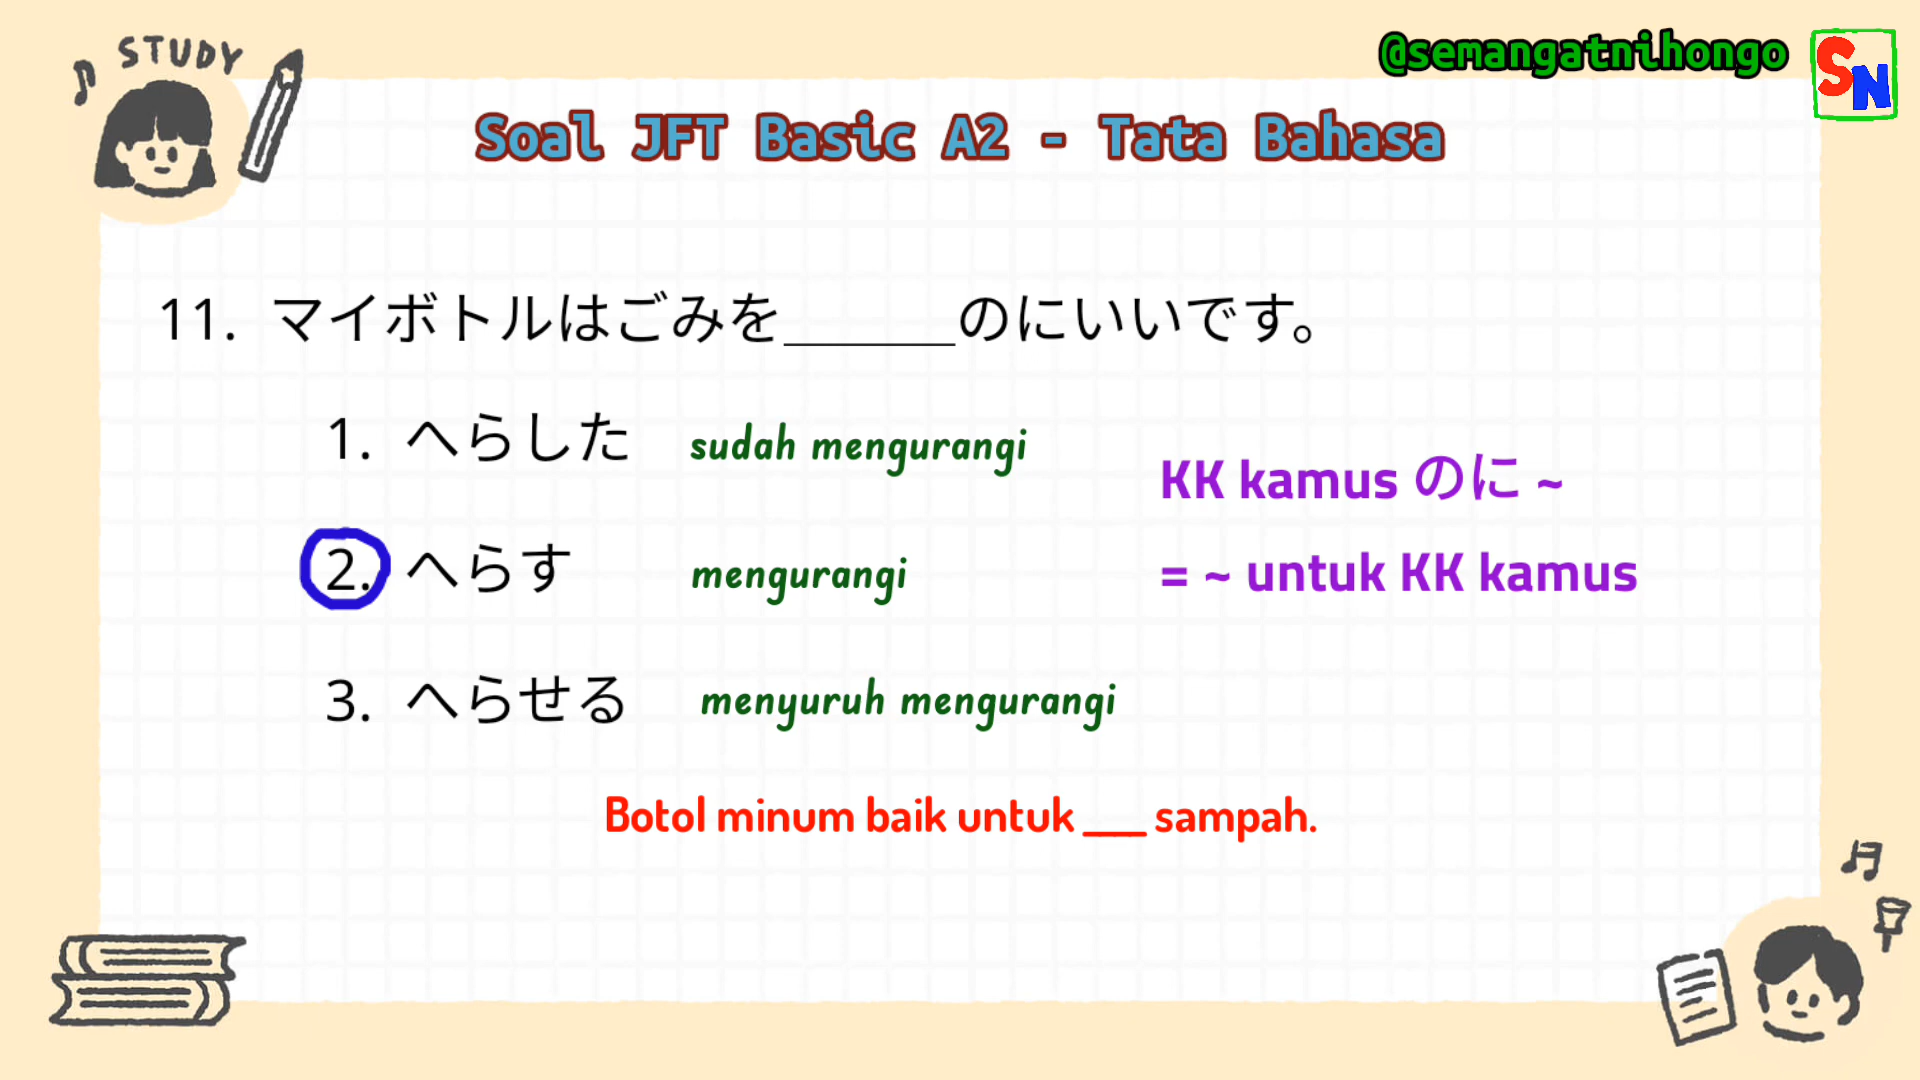 STUDY
@semangatnihongo
SN
Soal JFT Basic A2 - Tata Bahasa
11. マイボトルはごみを______のにいいです。
1. へらした sudah mengurangi
KK kamus のに ~
2. へらす mengurangi
= ~ untuk KK kamus
3. へらせる menyuruh mengurangi
Botol minum baik untuk ___ sampah.